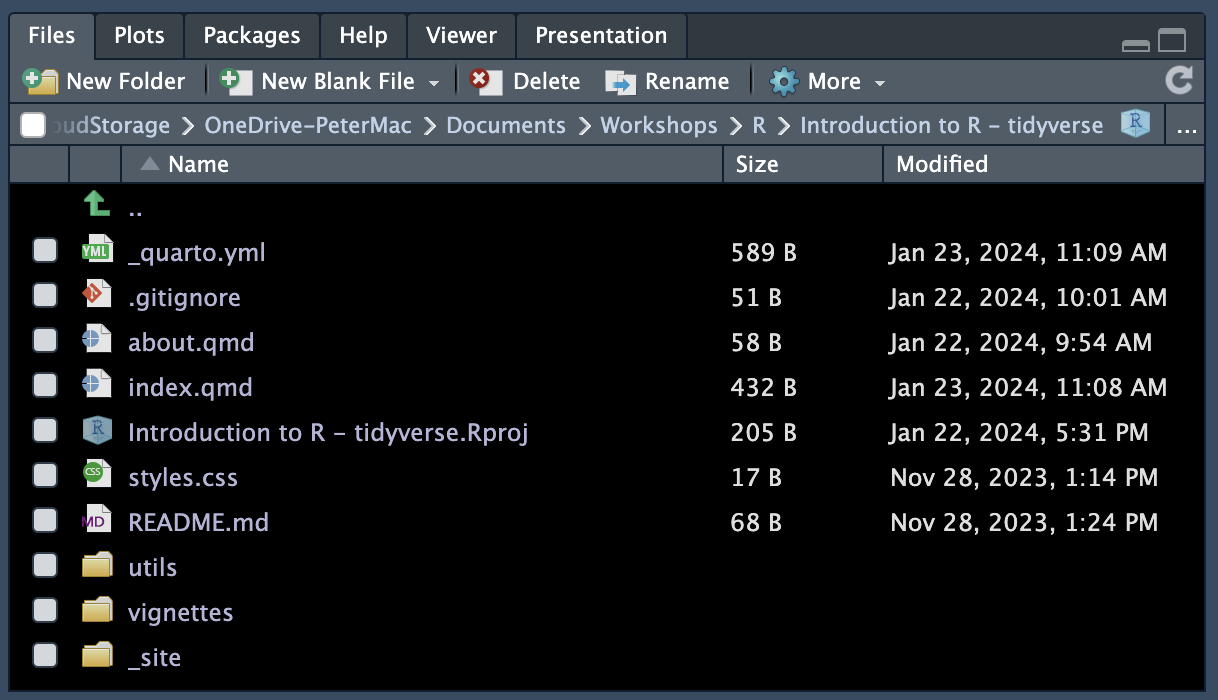 Files Plots Packages Help Viewer Presentation
New Folder New Blank File Delete Rename More
oudStorage OneDrive-PeterMac Documents Workshops R Introduction to R – tidyverse R ...
Name Size Modified
..
YML _quarto.yml 589 B Jan 23, 2024, 11:09 AM
.gitignore 51 B Jan 22, 2024, 10:01 AM
about.qmd 58 B Jan 22, 2024, 9:54 AM
index.qmd 432 B Jan 23, 2024, 11:08 AM
R Introduction to R – tidyverse.Rproj 205 B Jan 22, 2024, 5:31 PM
CSS styles.css 17 B Nov 28, 2023, 1:14 PM
MD README.md 68 B Nov 28, 2023, 1:24 PM
utils
vignettes
_site